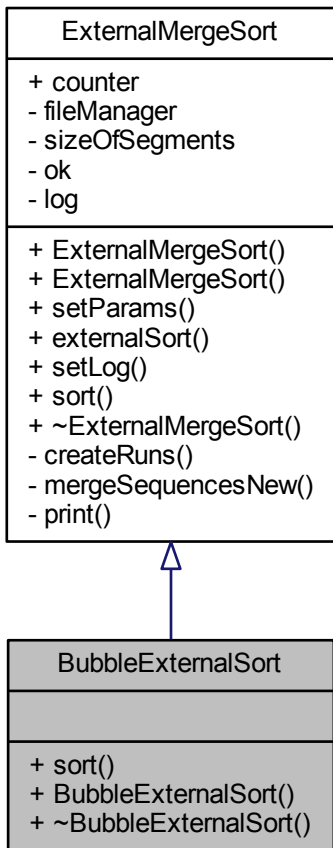 ExternalMergeSort
+ counter
- fileManager
- sizeOfSegments
- ok
- log
+ ExternalMergeSort()
+ ExternalMergeSort()
+ setParams()
+ externalSort()
+ setLog()
+ sort()
+ ~ExternalMergeSort()
- createRuns()
- mergeSequencesNew()
- print()
BubbleExternalSort
+ sort()
+ BubbleExternalSort()
+ ~BubbleExternalSort()